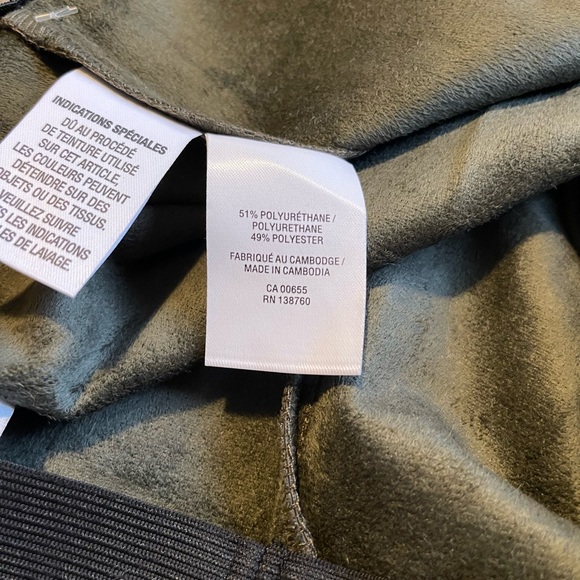 INDICATIONS SPÉCIALES
DÛ AU PROCÉDÉ
DE TEINTURE UTILISÉ
SUR CET ARTICLE,
LES COULEURS PEUVENT
DÉTEINDRE SUR DES
OBJETS OU DES TISSUS.
VEUILLEZ SUIVRE
LES INDICATIONS
DE LAVAGE.
51% POLYURÉTHANE /
POLYURETHANE
49% POLYESTER
FABRIQUÉ AU CAMBODGE /
MADE IN CAMBODIA
CA 00655
RN 138760